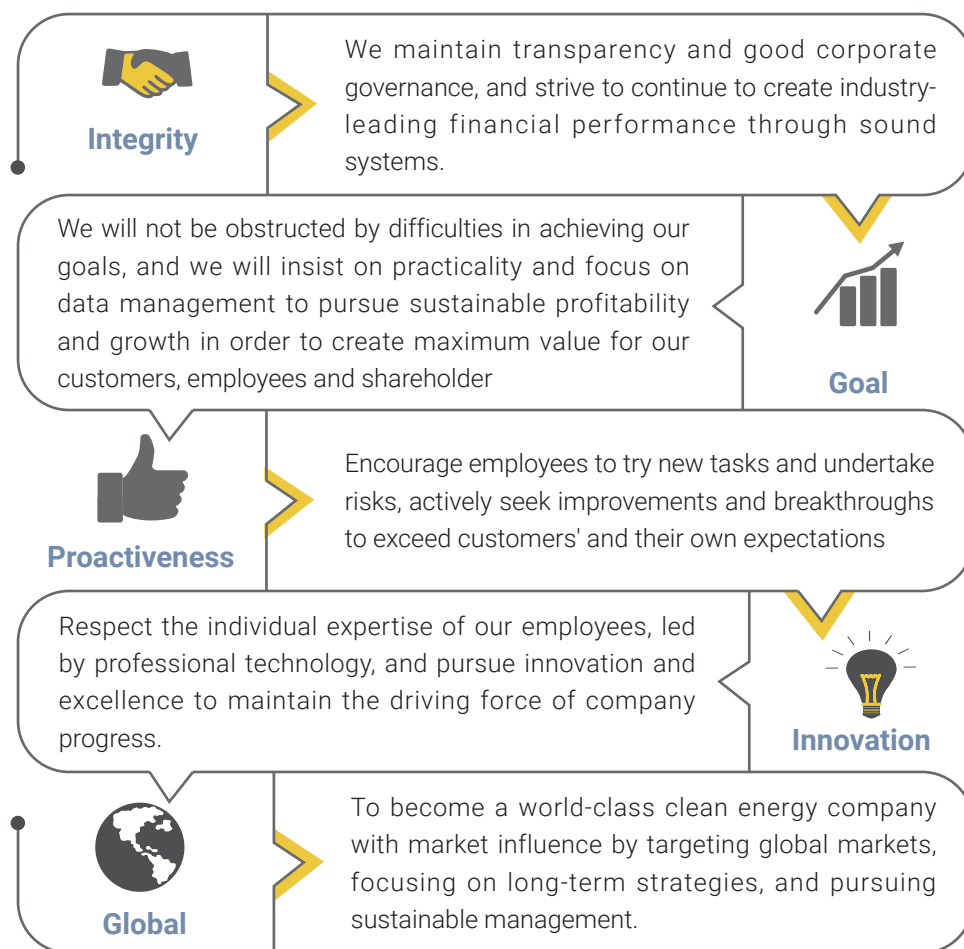 Integrity
We maintain transparency and good corporate
governance, and strive to continue to create industry-
leading financial performance through sound
systems.
We will not be obstructed by difficulties in achieving our
goals, and we will insist on practicality and focus on
data management to pursue sustainable profitability
and growth in order to create maximum value for our
customers, employees and shareholder
Goal
Proactiveness
Encourage employees to try new tasks and undertake
risks, actively seek improvements and breakthroughs
to exceed customers' and their own expectations
Respect the individual expertise of our employees, led
by professional technology, and pursue innovation and
excellence to maintain the driving force of company
progress.
Innovation
Global
To become a world-class clean energy company
with market influence by targeting global markets,
focusing on long-term strategies, and pursuing
sustainable management.